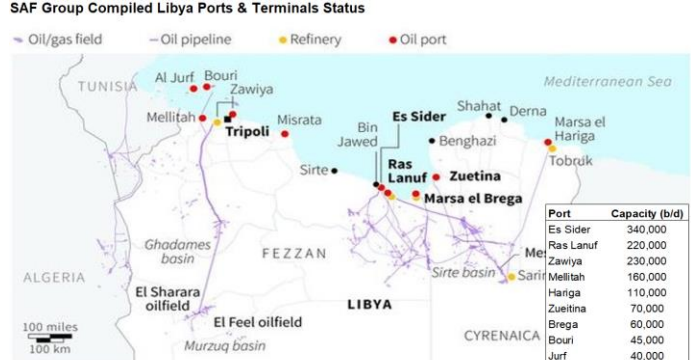 SAF Group Compiled Libya Ports & Terminals Status
Oil/gas field Oil pipeline Refinery Oil port
Al Jurf Bouri
TUNISIA
Zawiya
Mediterranean Sea
Mellitah
Tripoli
Misrata
Sirte
Bin
Jawed
Es Sider
Ras
Lanuf
Benghazi
Shahat Derna
Marsa el
Hariga
Tobruk
Zuetina
Marsa el Brega
Ghadames
basin
FEZZAN
Sirte basin
ALGERIA
El Sharara
oilfield
El Feel oilfield
Murzuq basin
LIBYA
CYRENAICA
100 miles
100 km
Port Capacity (b/d)
Es Sider 340,000
Ras Lanuf 220,000
Zawiya 230,000
Mellitah 160,000
Hariga 110,000
Zueitina 70,000
Brega 60,000
Bouri 45,000
Jurf 40,000